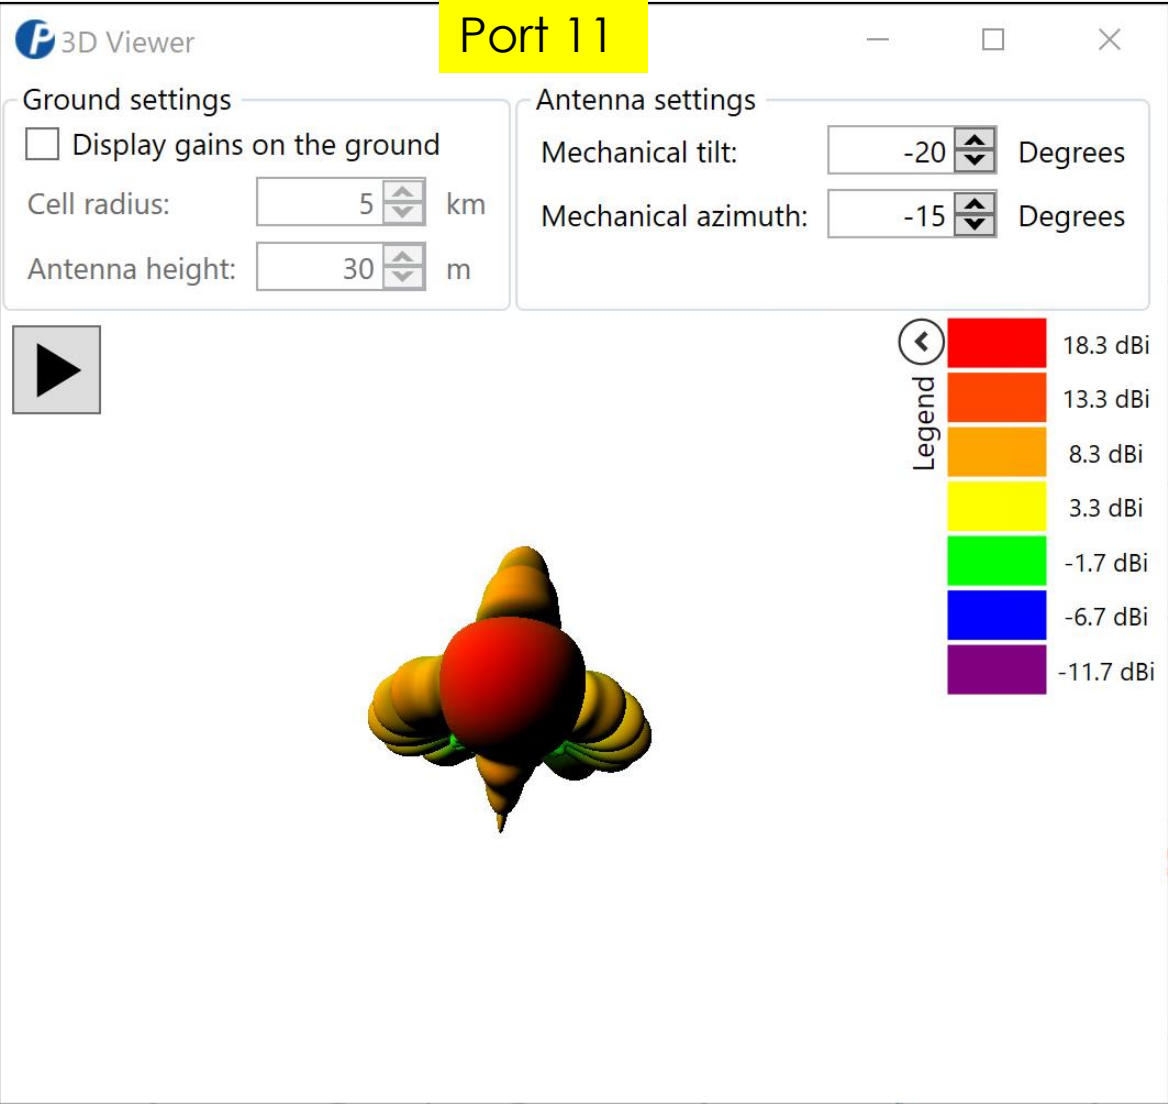 Port 11
3D Viewer
Ground settings
Display gains on the ground
Cell radius: 5 km
Antenna height: 30 m
Antenna settings
Mechanical tilt: -20 Degrees
Mechanical azimuth: -15 Degrees
Legend
18.3 dBi
13.3 dBi
8.3 dBi
3.3 dBi
-1.7 dBi
-6.7 dBi
-11.7 dBi